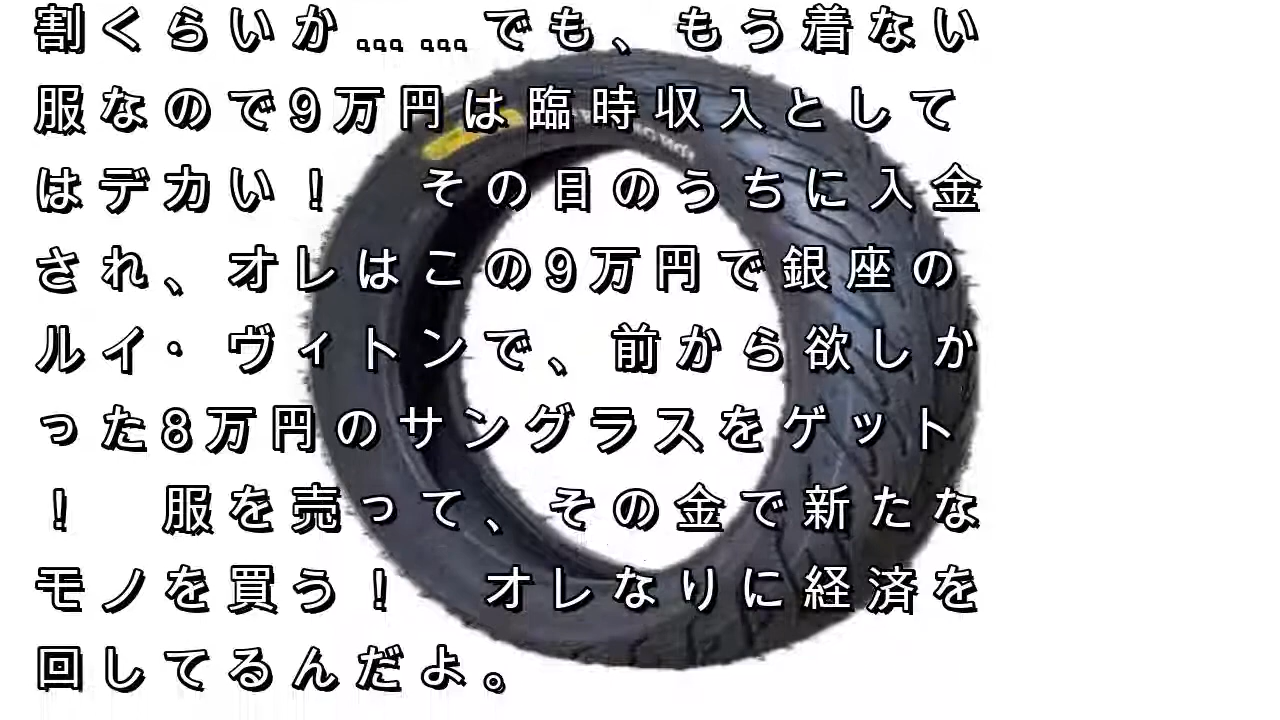 割くらいか……でも、もう着ない
服なので9万円は臨時収入として
はデカい！　その日のうちに入金
され、オレはこの9万円で銀座の
ルイ・ヴィトンで、前から欲しか
った8万円のサングラスをゲット
！　服を売って、その金で新たな
モノを買う！　オレなりに経済を
回してるんだよ。